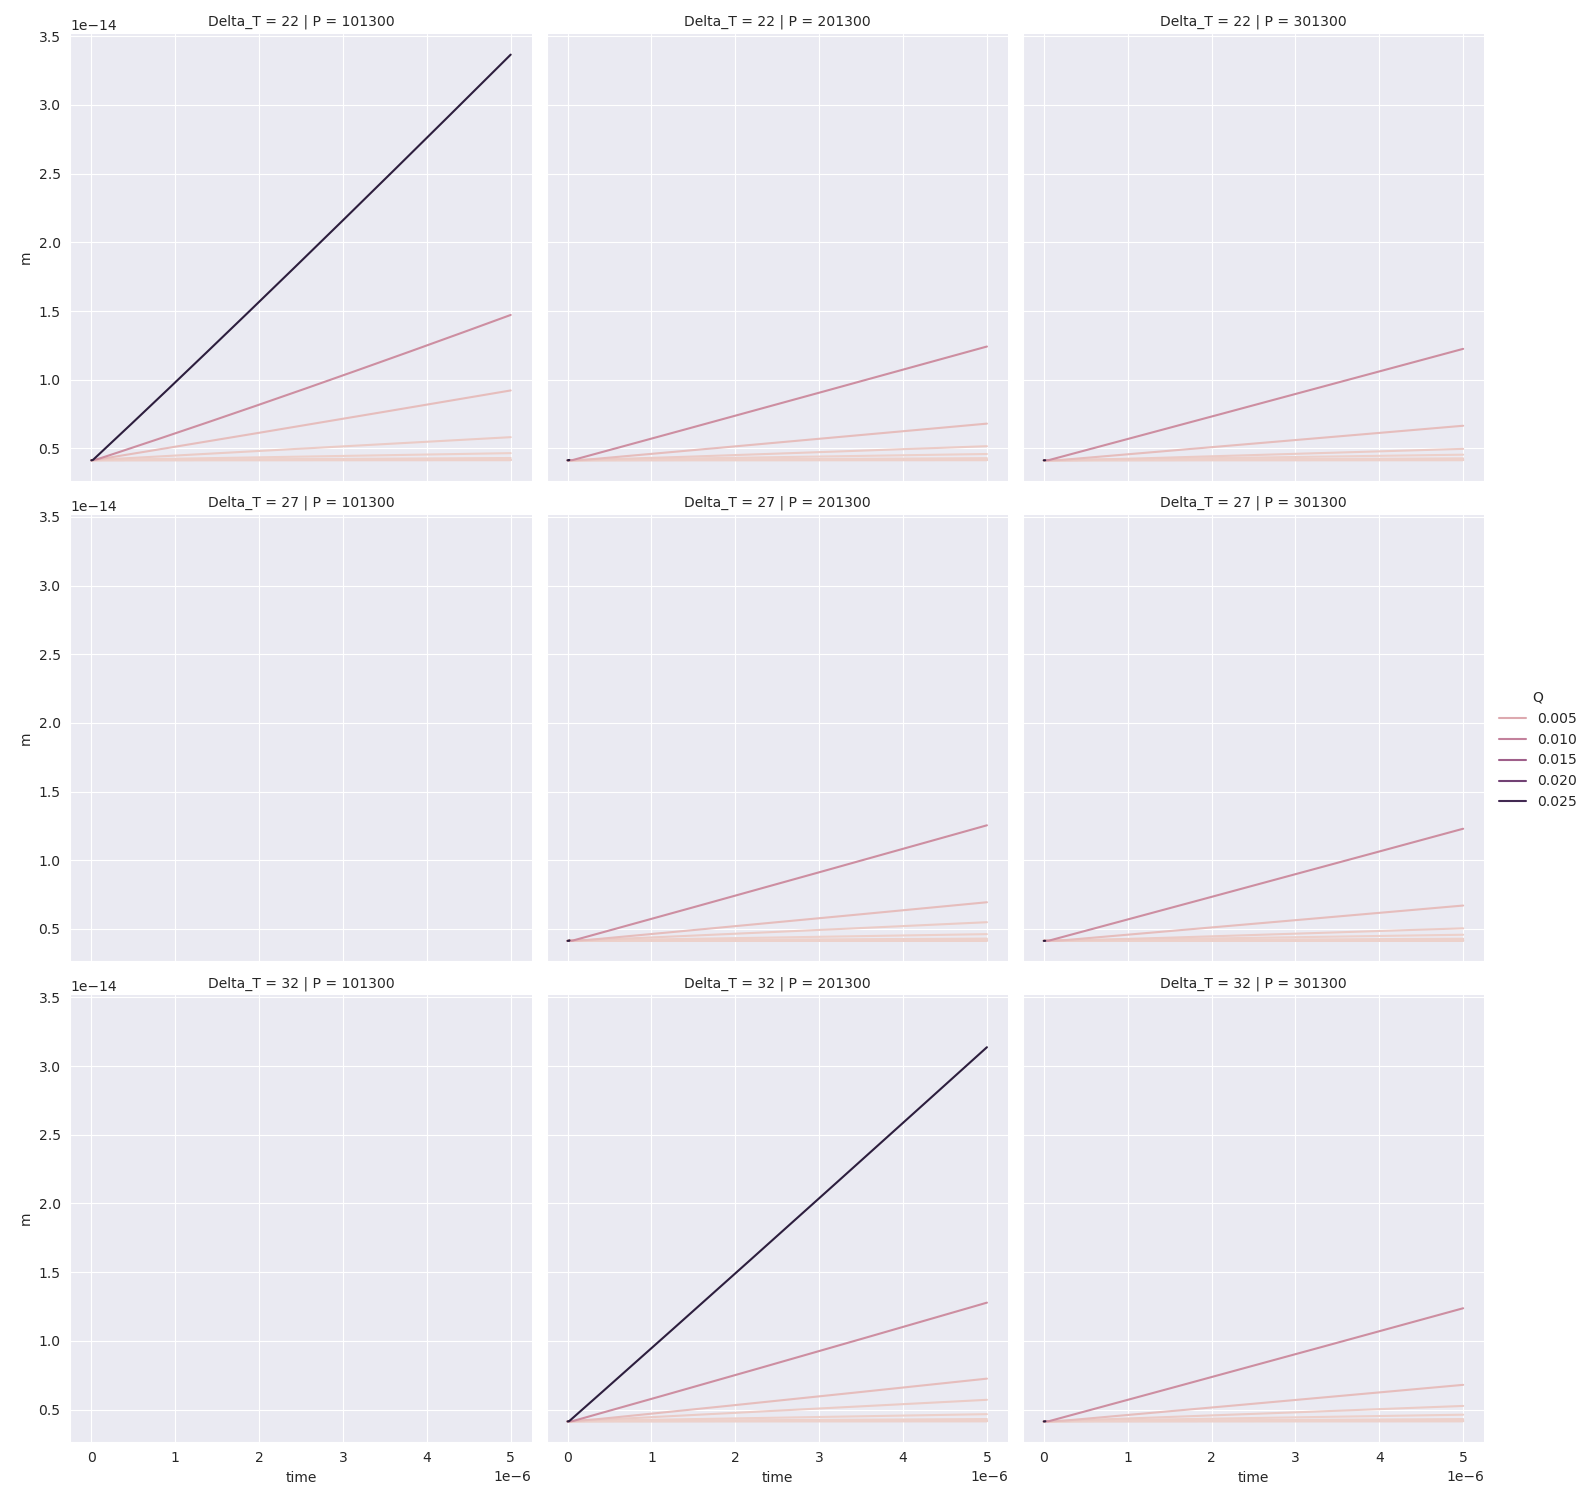 Delta_T = 22 | P = 101300
Delta_T = 22 | P = 201300
Delta_T = 22 | P = 301300
1e−14
3.5
3.0
2.5
2.0
1.5
1.0
0.5
m
Delta_T = 27 | P = 101300
Delta_T = 27 | P = 201300
Delta_T = 27 | P = 301300
1e−14
3.5
3.0
2.5
2.0
1.5
1.0
0.5
m
Q
0.005
0.010
0.015
0.020
0.025
Delta_T = 32 | P = 101300
Delta_T = 32 | P = 201300
Delta_T = 32 | P = 301300
1e−14
3.5
3.0
2.5
2.0
1.5
1.0
0.5
m
0 1 2 3 4 5
time
1e−6
0 1 2 3 4 5
time
1e−6
0 1 2 3 4 5
time
1e−6